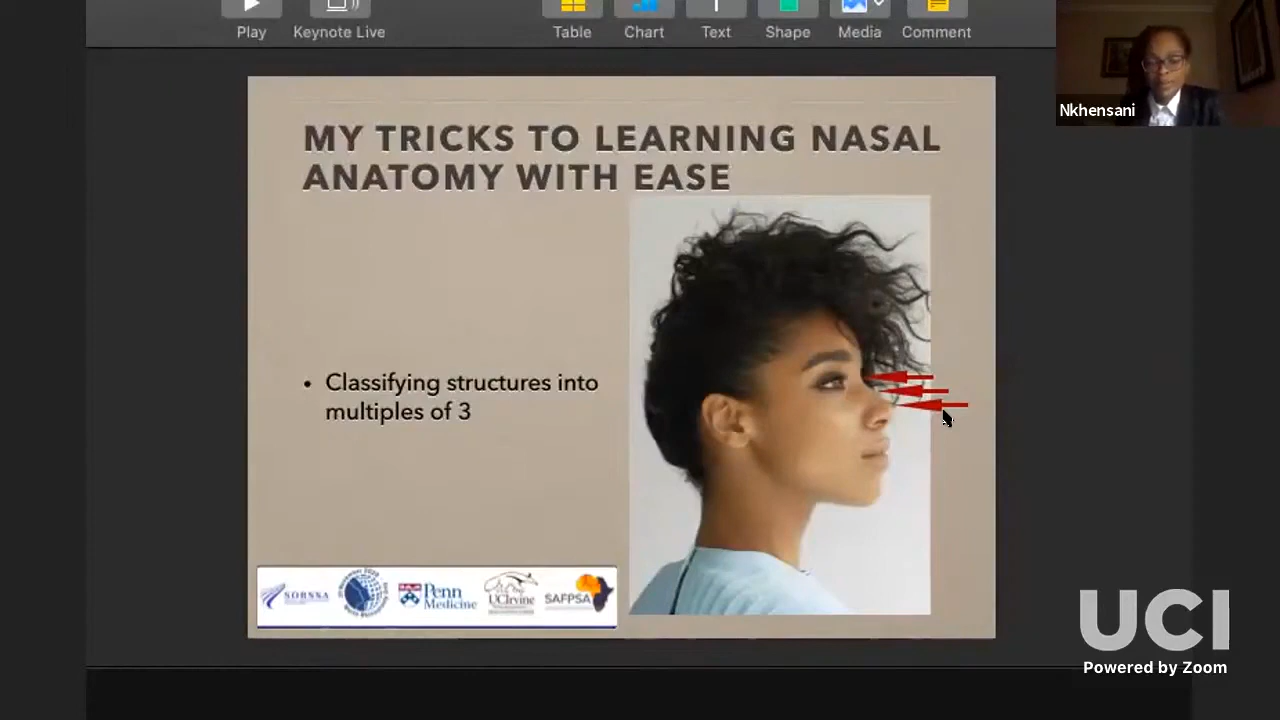 Play
Keynote Live
Table
Chart
Text
Shape
Media
Comment
Nkhensani
MY TRICKS TO LEARNING NASAL
ANATOMY WITH EASE
• Classifying structures into
multiples of 3
SORNSA
Penn
Medicine
UCIrvine
SAFPSA
UCI
Powered by Zoom